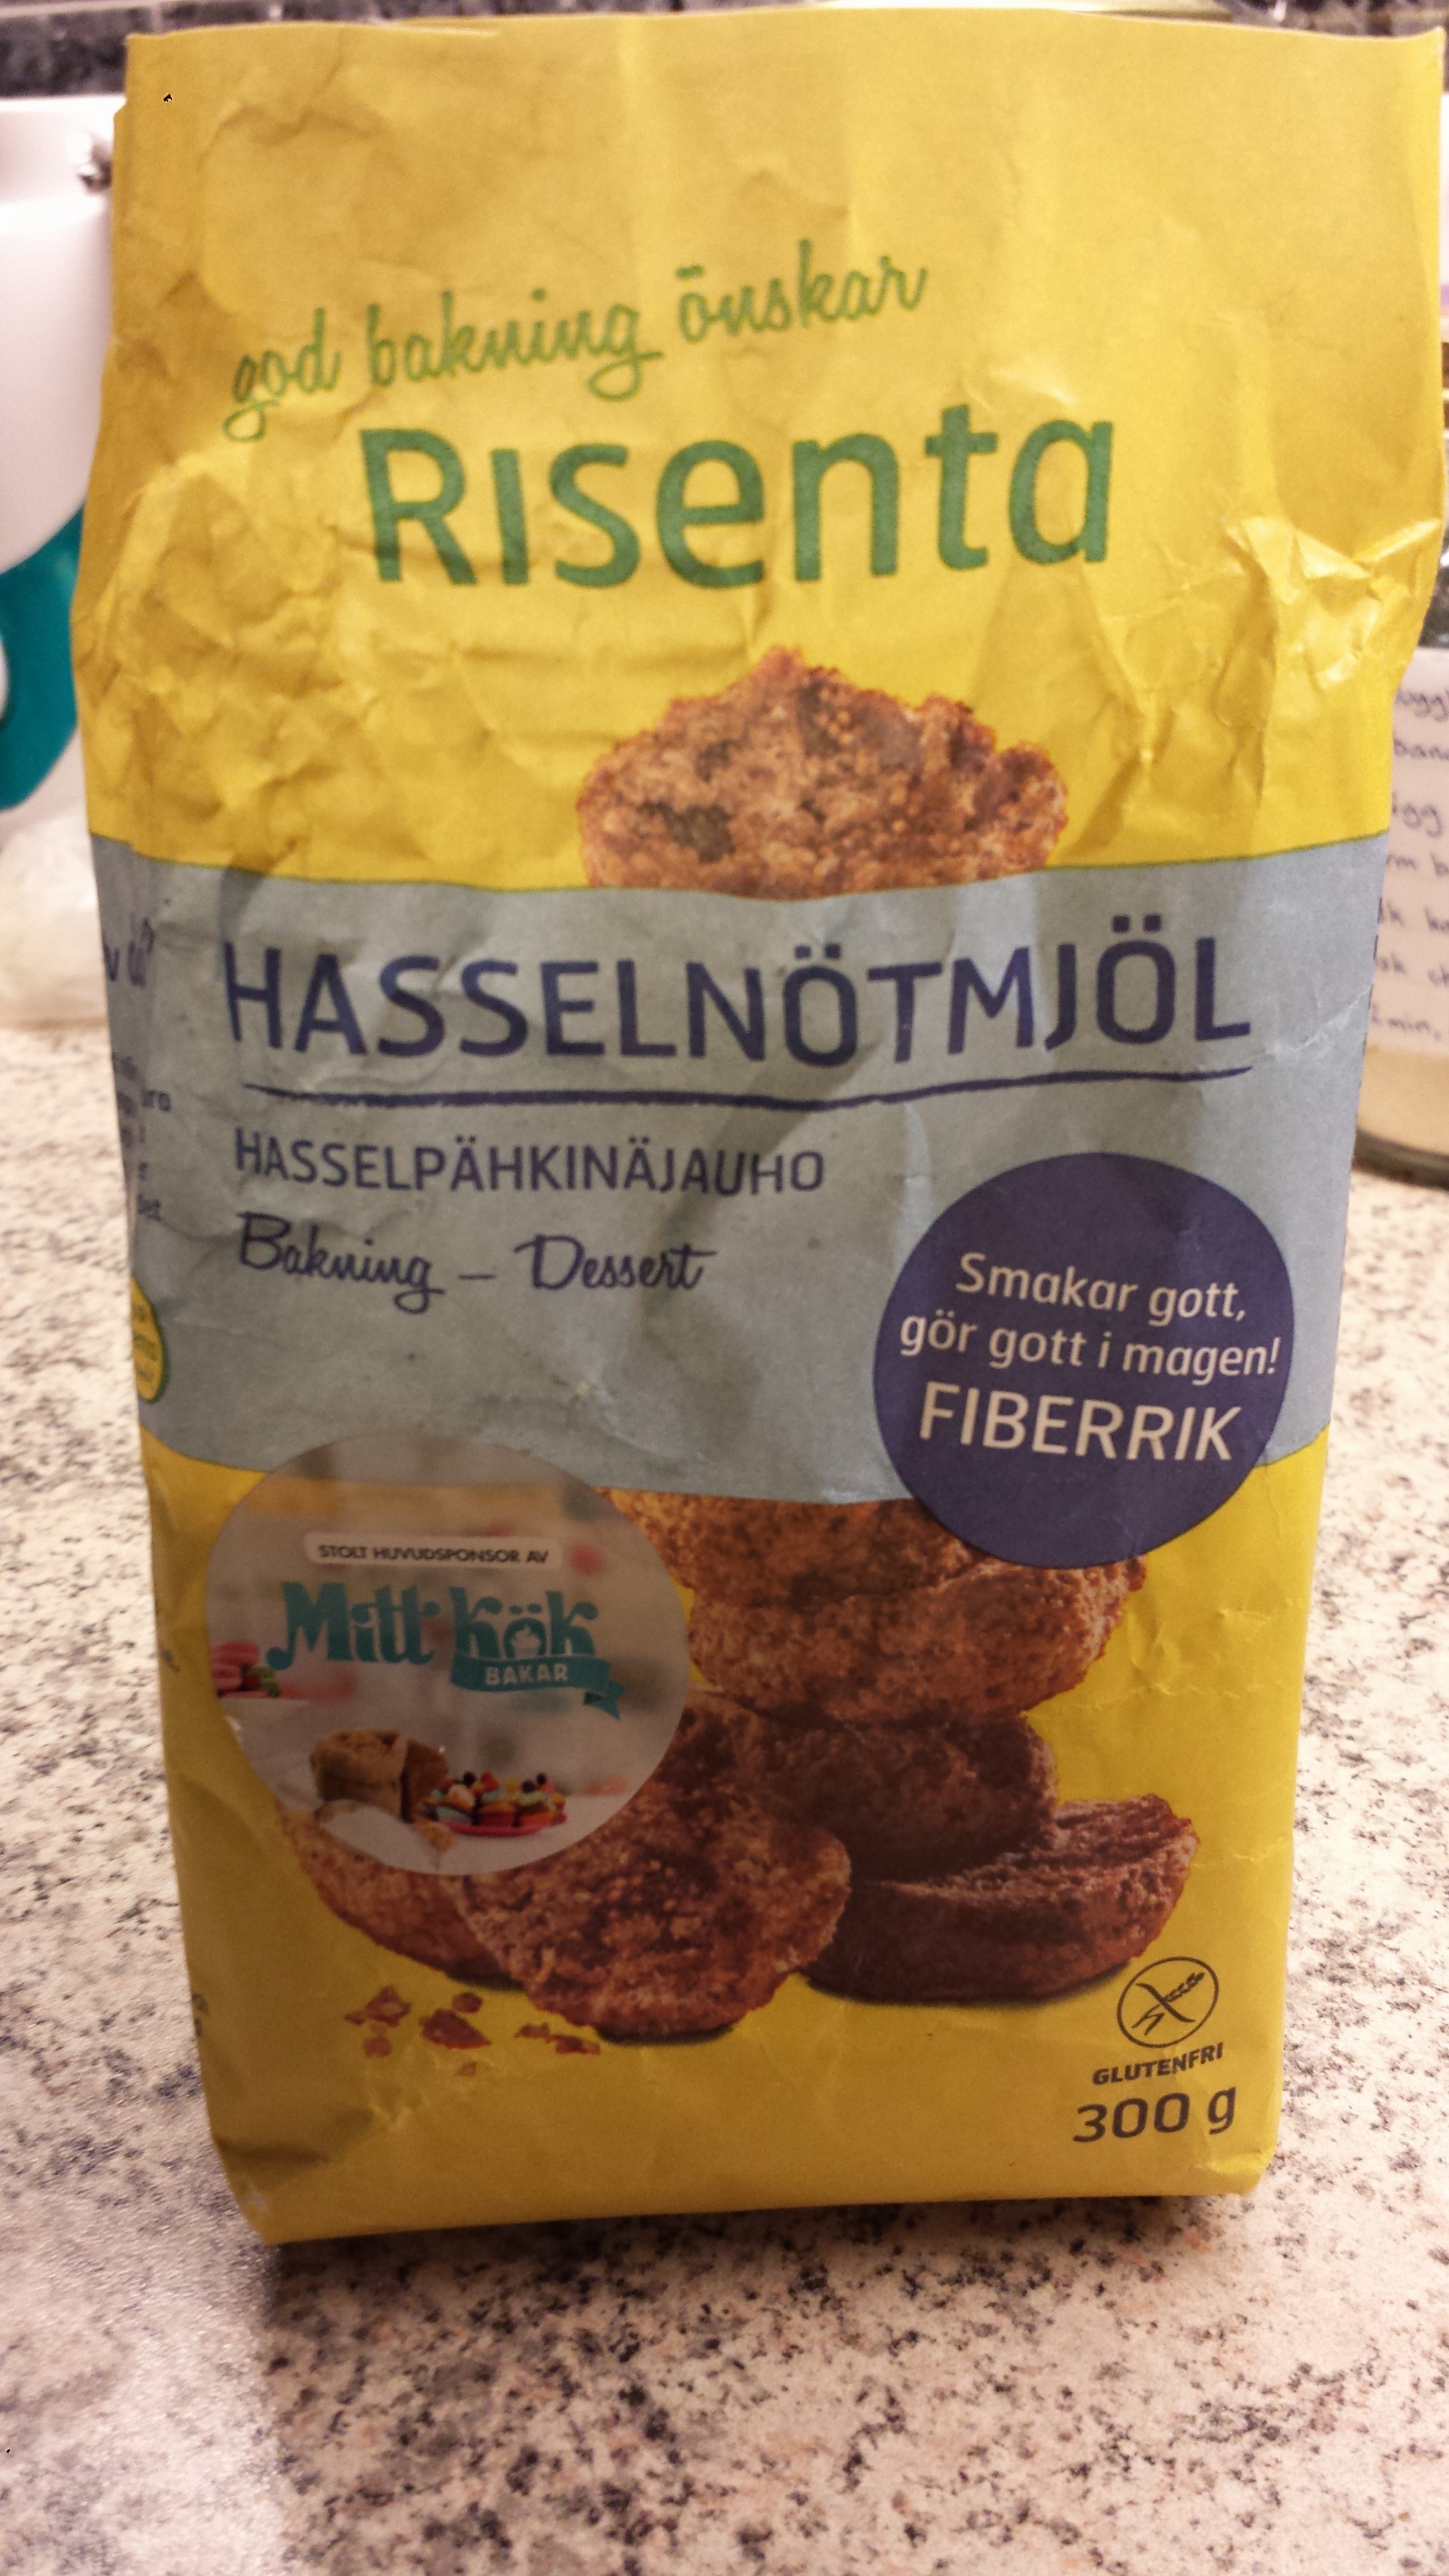 god bakning önskar
Risenta
HASSELNÖTMJÖL
HASSELPÄHKINÄJAUHO
Bakning – Dessert
Smakar gott,
gör gott i magen!
FIBERRIK
STOLT HUVUDSPONSOR AV
Mitt kök
BAKAR
GLUTENFRI
300 g